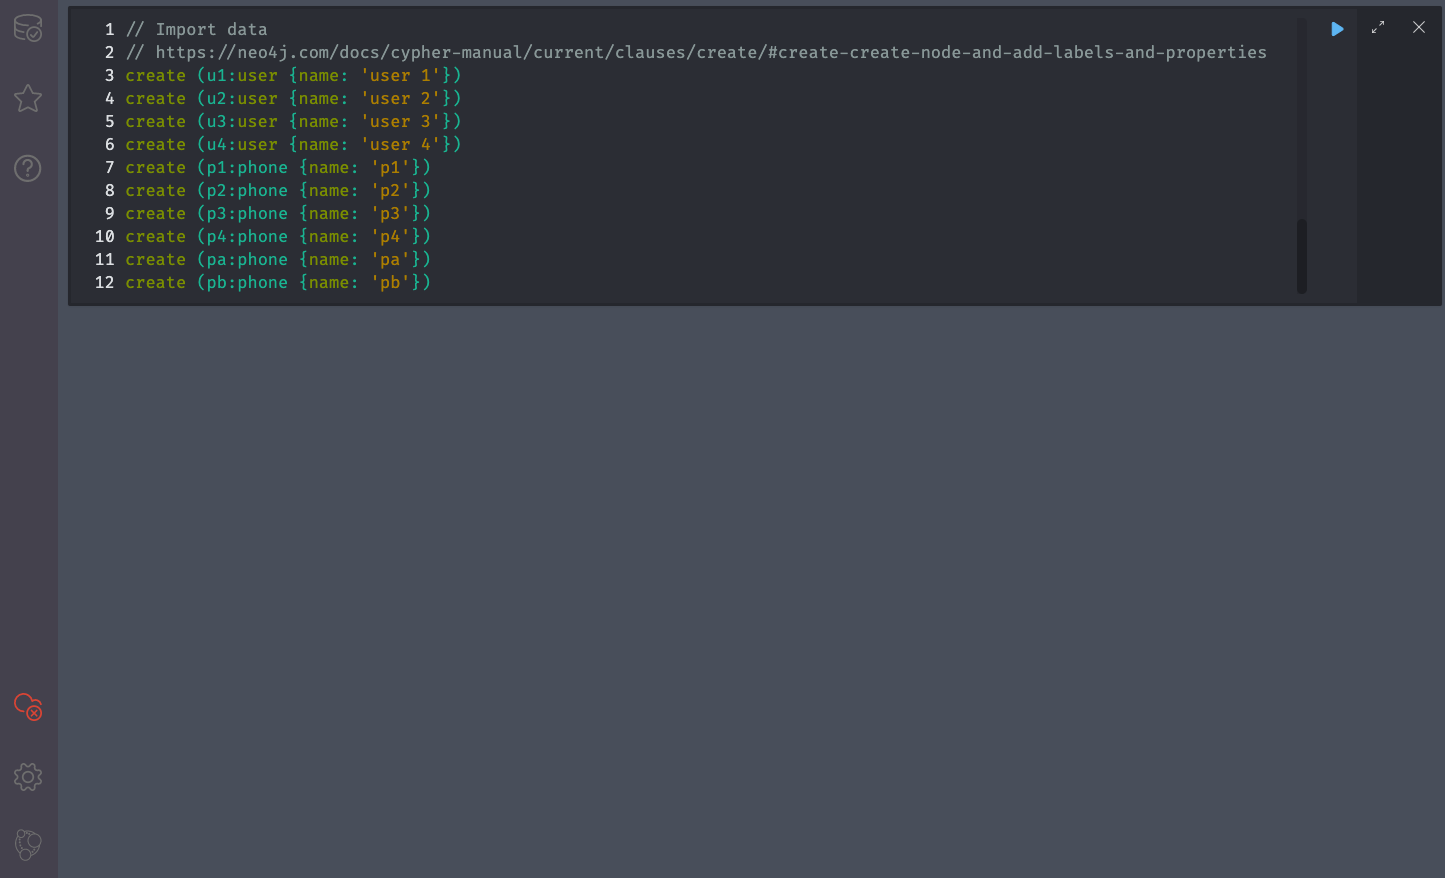 1 // Import data
2 // https://neo4j.com/docs/cypher-manual/current/clauses/create/#create-create-node-and-add-labels-and-properties
3 create (u1:user {name: 'user 1'})
4 create (u2:user {name: 'user 2'})
5 create (u3:user {name: 'user 3'})
6 create (u4:user {name: 'user 4'})
7 create (p1:phone {name: 'p1'})
8 create (p2:phone {name: 'p2'})
9 create (p3:phone {name: 'p3'})
10 create (p4:phone {name: 'p4'})
11 create (pa:phone {name: 'pa'})
12 create (pb:phone {name: 'pb'})